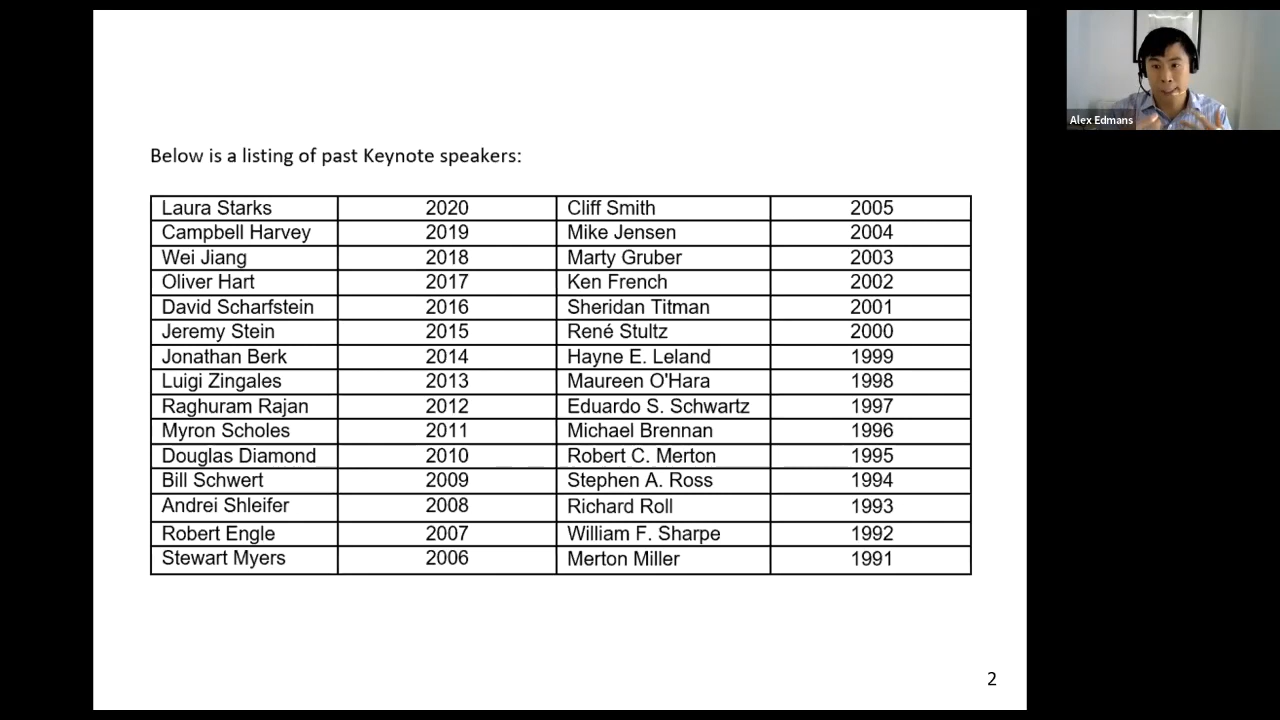 Below is a listing of past Keynote speakers:
Laura Starks 2020 Cliff Smith 2005
Campbell Harvey 2019 Mike Jensen 2004
Wei Jiang 2018 Marty Gruber 2003
Oliver Hart 2017 Ken French 2002
David Scharfstein 2016 Sheridan Titman 2001
Jeremy Stein 2015 René Stultz 2000
Jonathan Berk 2014 Hayne E. Leland 1999
Luigi Zingales 2013 Maureen O'Hara 1998
Raghuram Rajan 2012 Eduardo S. Schwartz 1997
Myron Scholes 2011 Michael Brennan 1996
Douglas Diamond 2010 Robert C. Merton 1995
Bill Schwert 2009 Stephen A. Ross 1994
Andrei Shleifer 2008 Richard Roll 1993
Robert Engle 2007 William F. Sharpe 1992
Stewart Myers 2006 Merton Miller 1991
2
Alex Edmans